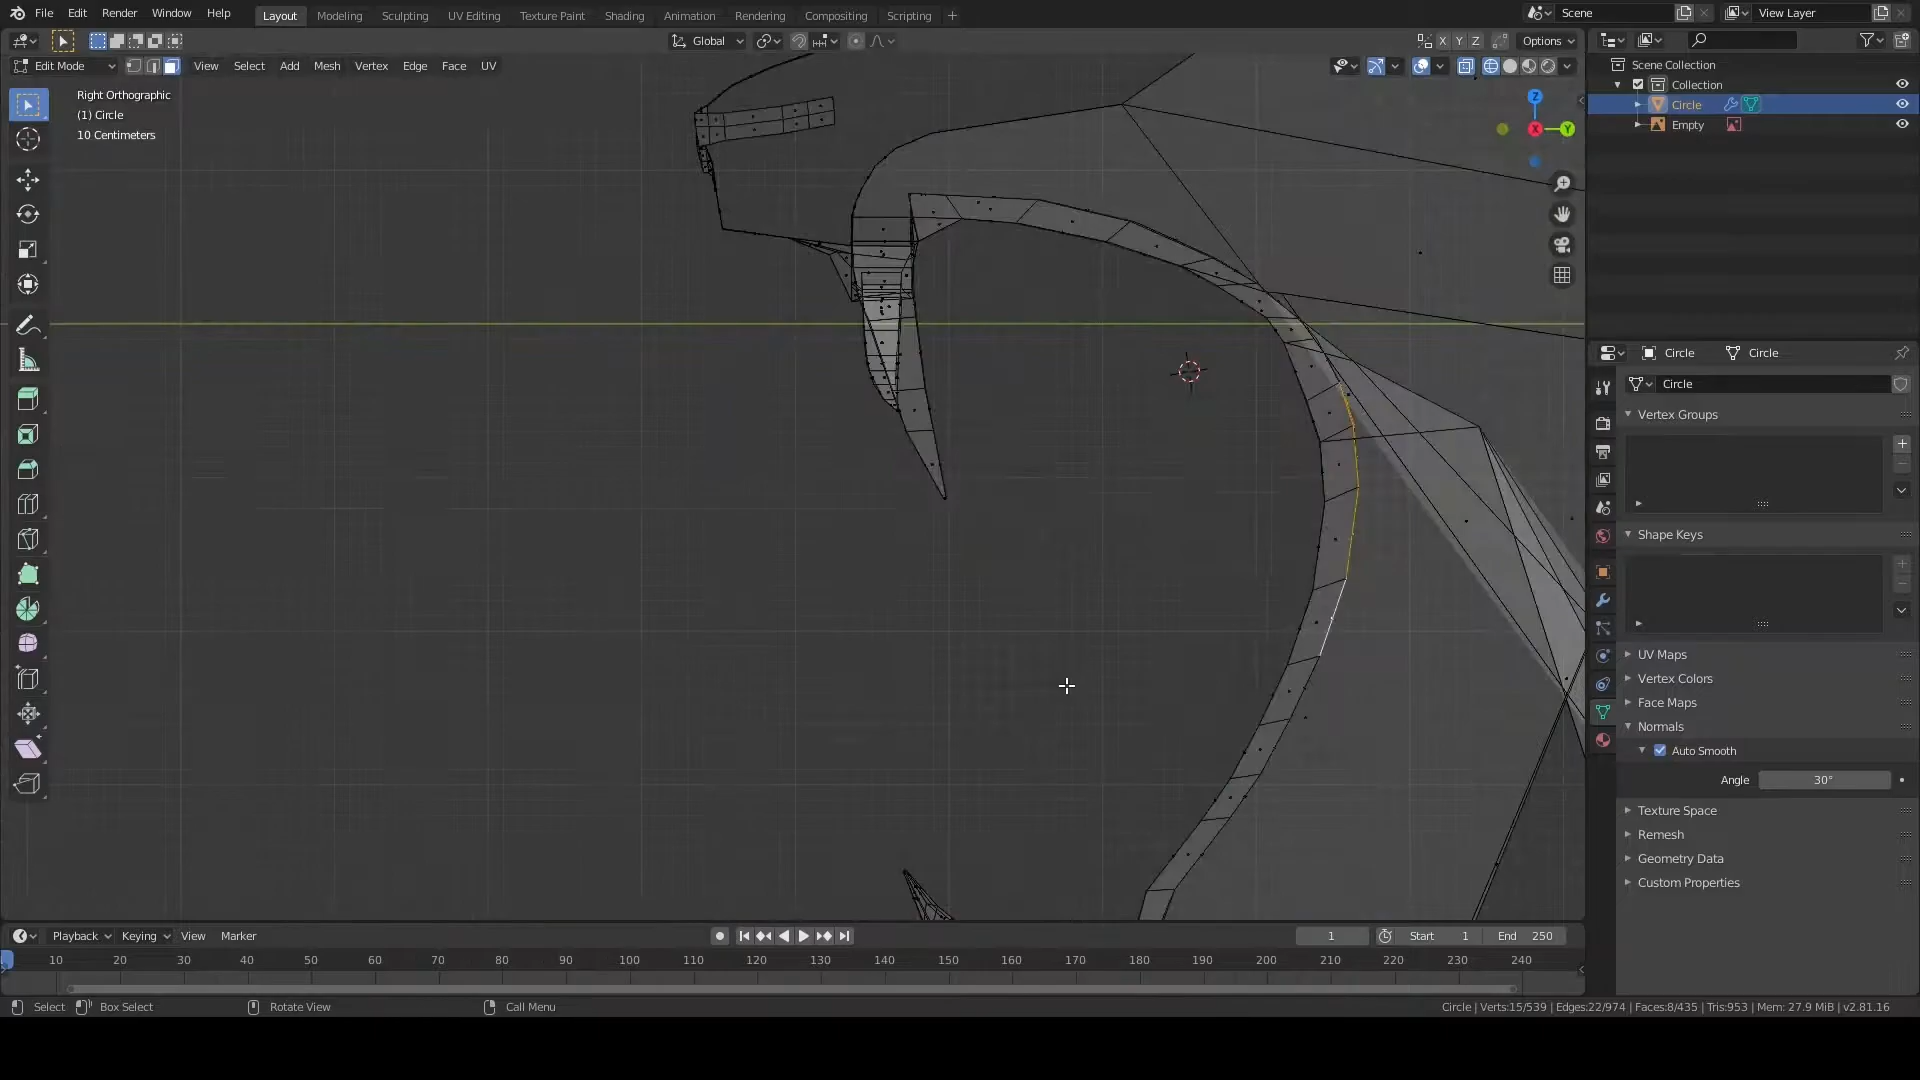 File Edit Render Window Help Layout Modeling Sculpting UV Editing Texture Paint Shading Animation Rendering Compositing Scripting + Scene View Layer
Global X Y Z Options
Edit Mode View Select Add Mesh Vertex Edge Face UV
Scene Collection
Collection
Circle
Empty
Right Orthographic
(1) Circle
10 Centimeters
Z
X
Y
Circle Circle
Circle
Vertex Groups
Shape Keys
UV Maps
Vertex Colors
Face Maps
Normals
Auto Smooth
Angle 30°
Texture Space
Remesh
Geometry Data
Custom Properties
Playback Keying View Marker 1 Start 1 End 250
10 20 30 40 50 60 70 80 90 100 110 120 130 140 150 160 170 180 190 200 210 220 230 240
Select Box Select Rotate View Call Menu Circle | Verts:15/539 | Edges:22/974 | Faces:8/435 | Tris:953 | Mem: 27.9 MiB | v2.81.16